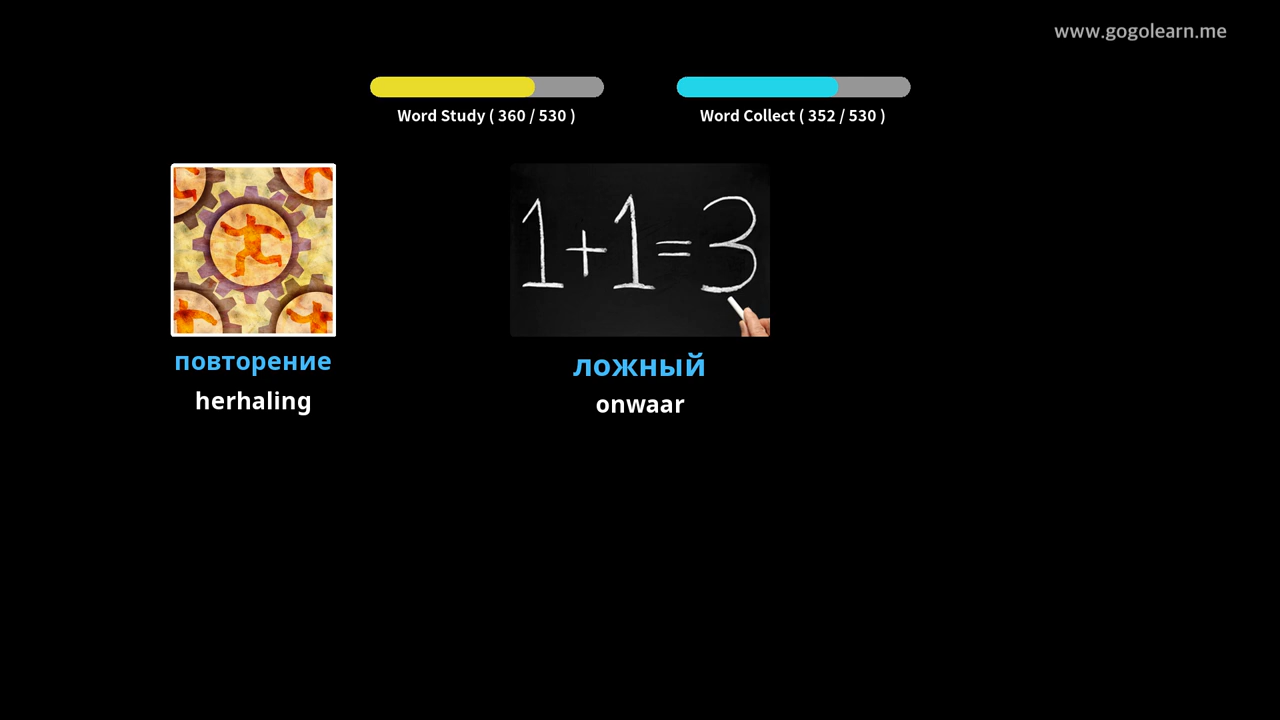 www.gogolearn.me
Word Study ( 360 / 530 )
Word Collect ( 352 / 530 )
1+1=3
повторение
herhaling
ложный
onwaar